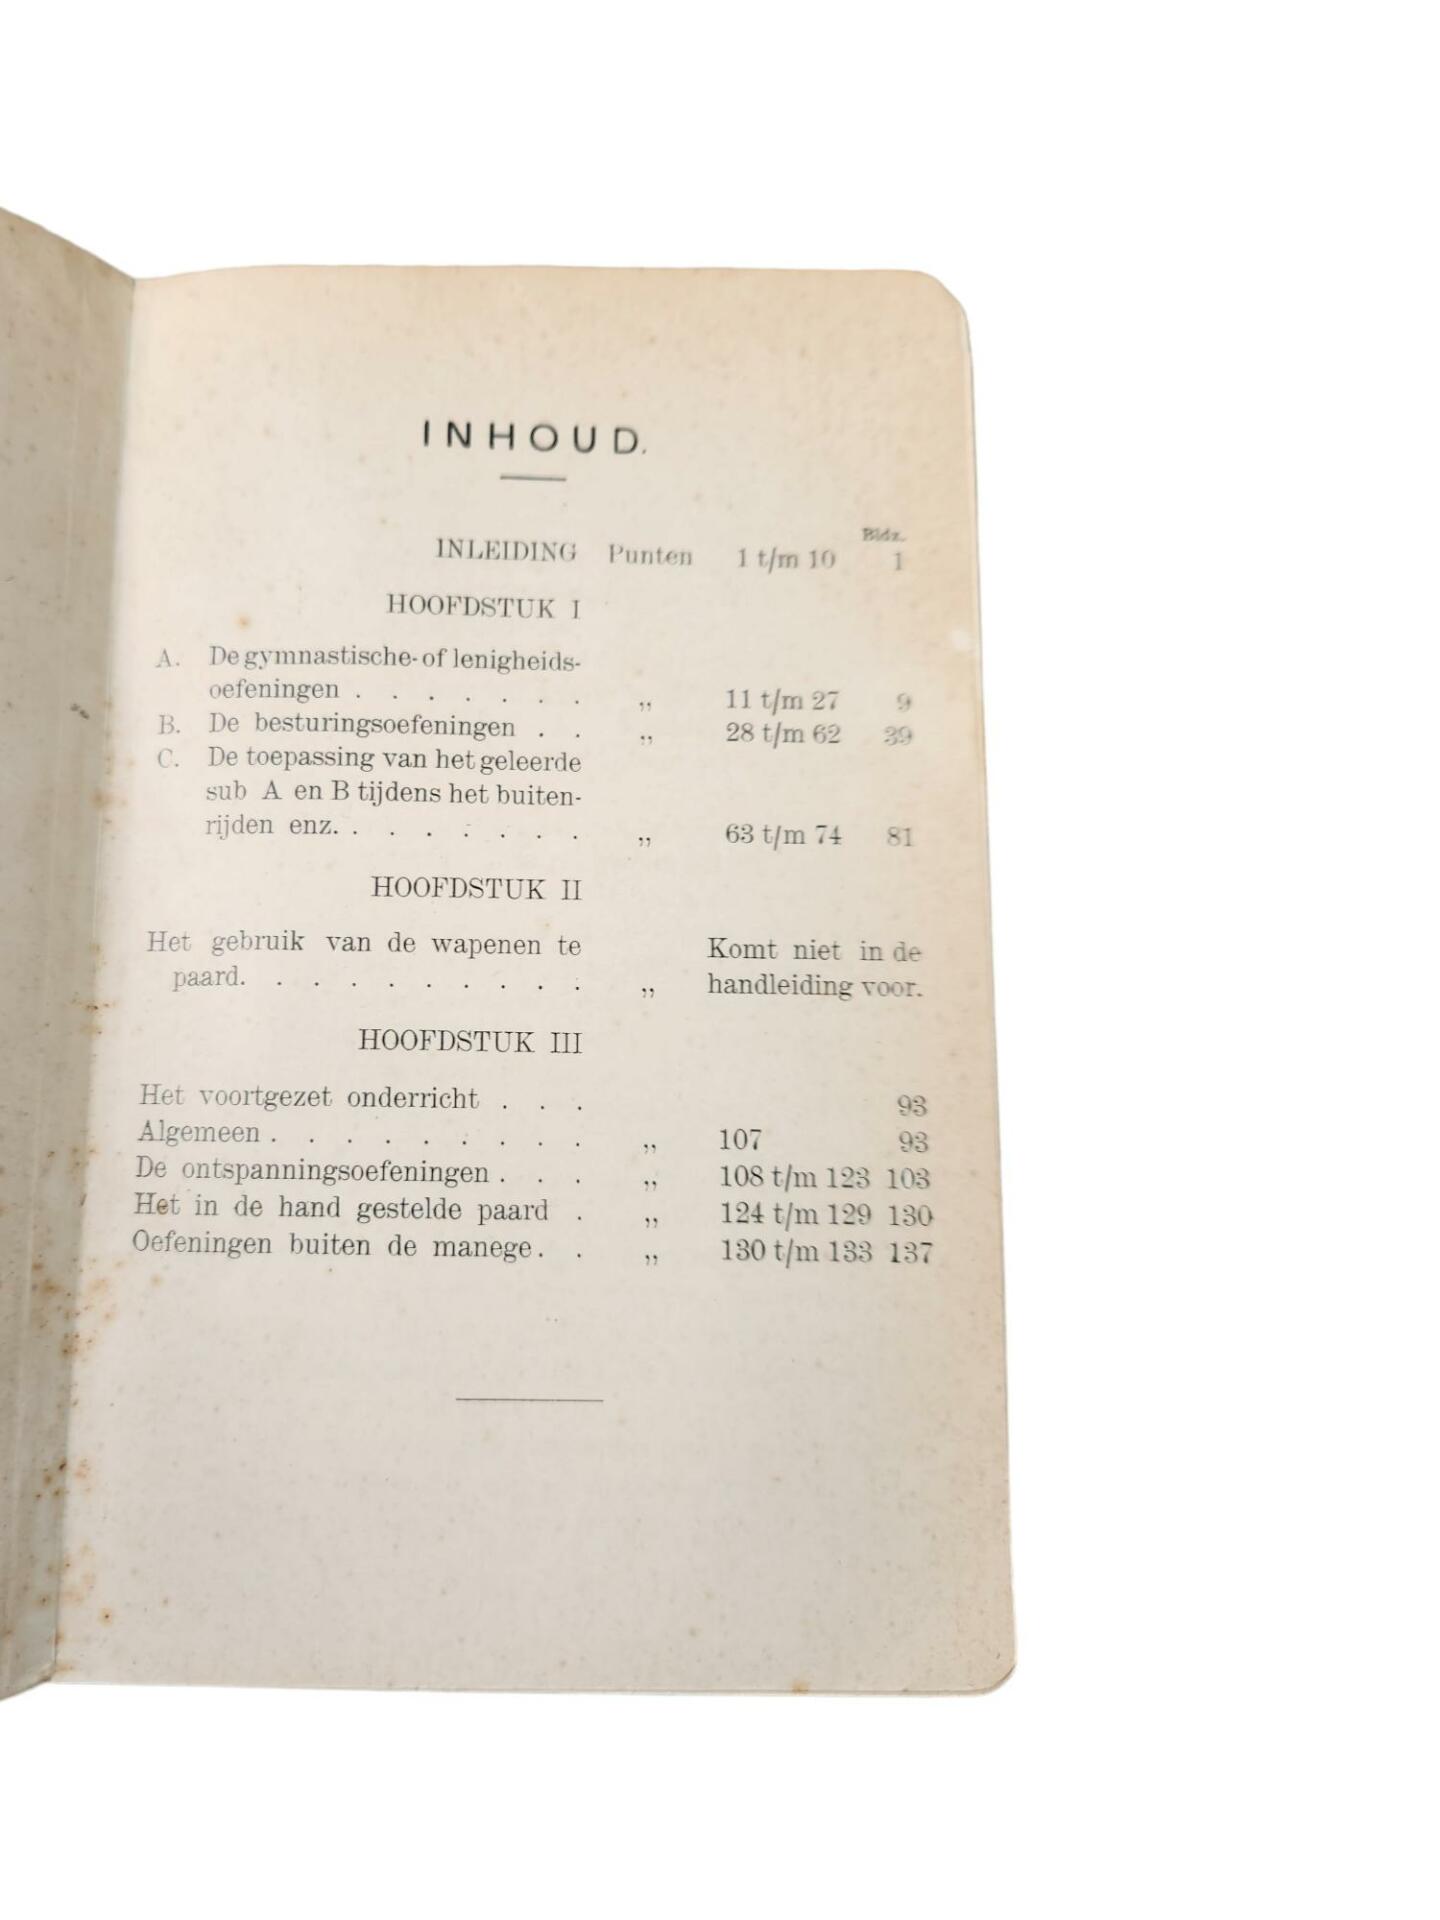 INHOUD.
Bldz.
INLEIDING Punten 1 t/m 10 1
HOOFDSTUK I
A. De gymnastische- of lenigheids-
oefeningen . . . . . . . „ 11 t/m 27 9
B. De besturingsoefeningen . . „ 28 t/m 62 39
C. De toepassing van het geleerde
sub A en B tijdens het buiten-
rijden enz. . . . . . . . „ 63 t/m 74 81
HOOFDSTUK II
Het gebruik van de wapenen te Komt niet in de
paard. . . . . . . . . . „ handleiding voor.
HOOFDSTUK III
Het voortgezet onderricht . . . 93
Algemeen . . . . . . . . . „ 107 93
De ontspanningsoefeningen . . . „ 108 t/m 123 103
Het in de hand gestelde paard . „ 124 t/m 129 130
Oefeningen buiten de manege. . „ 130 t/m 133 137